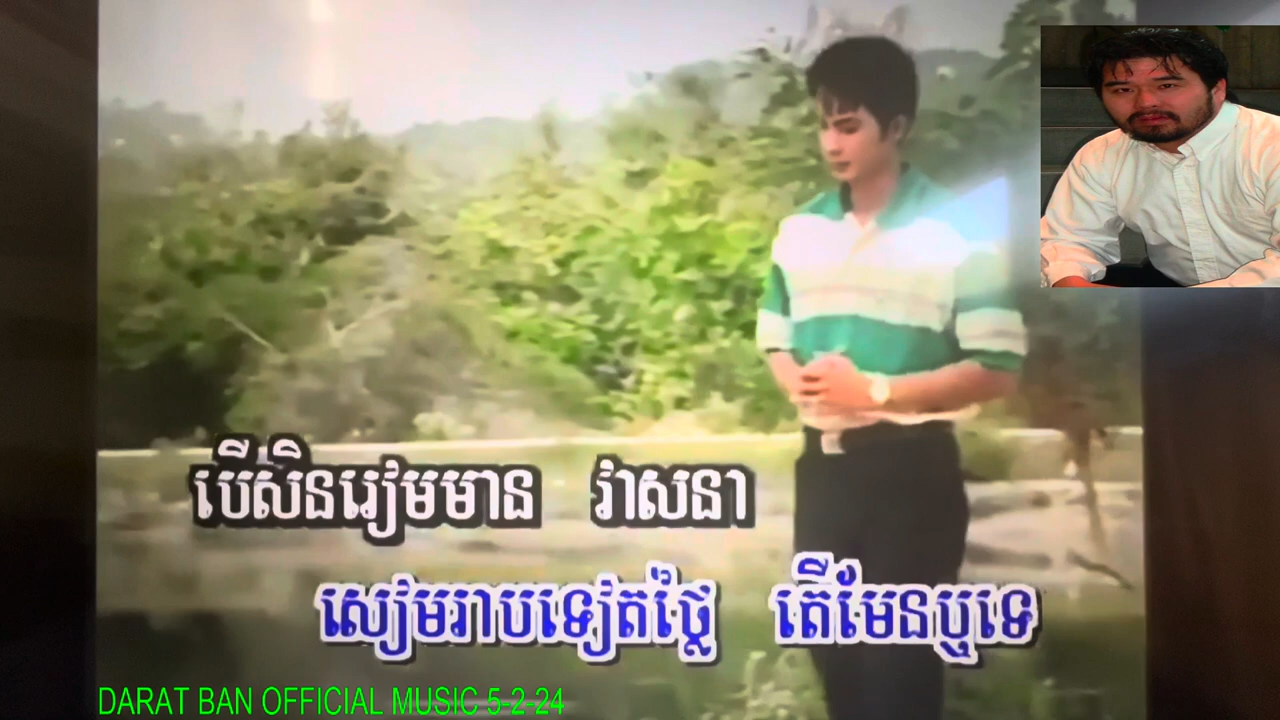 បើសិនរៀមមាន វាសនា
សៀមរាបទៀតថ្លៃ តើមែនឬទេ
DARAT BAN OFFICIAL MUSIC 5-2-24